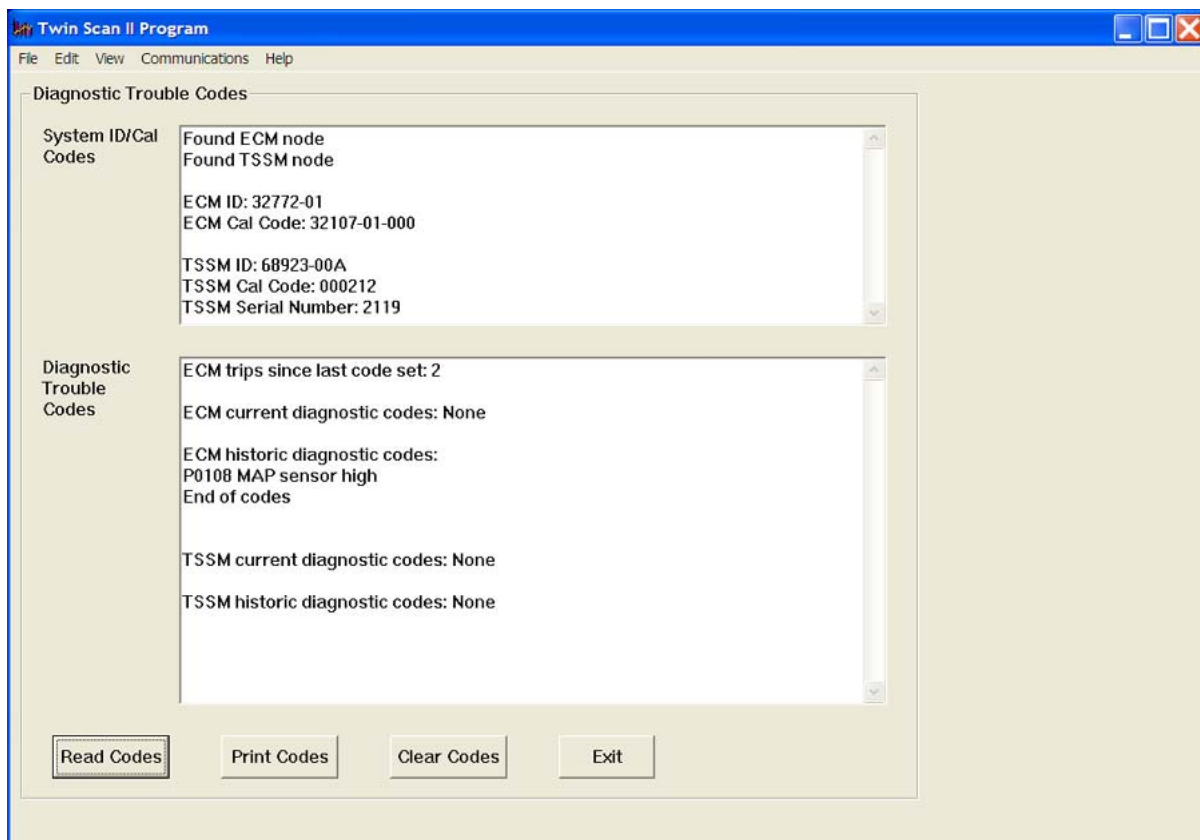 Twin Scan II Program
File Edit View Communications Help
Diagnostic Trouble Codes
System ID/Cal
Codes
Found ECM node
Found TSSM node
ECM ID: 32772-01
ECM Cal Code: 32107-01-000
TSSM ID: 68923-00A
TSSM Cal Code: 000212
TSSM Serial Number: 2119
Diagnostic
Trouble
Codes
ECM trips since last code set: 2
ECM current diagnostic codes: None
ECM historic diagnostic codes:
P0108 MAP sensor high
End of codes
TSSM current diagnostic codes: None
TSSM historic diagnostic codes: None
Read Codes Print Codes Clear Codes Exit